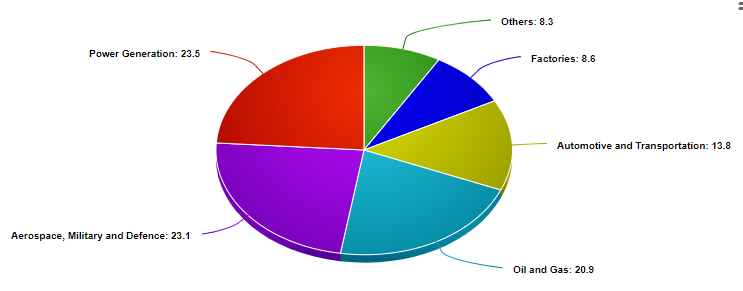 Others: 8.3
Power Generation: 23.5
Factories: 8.6
Automotive and Transportation: 13.8
Aerospace, Military and Defence: 23.1
Oil and Gas: 20.9